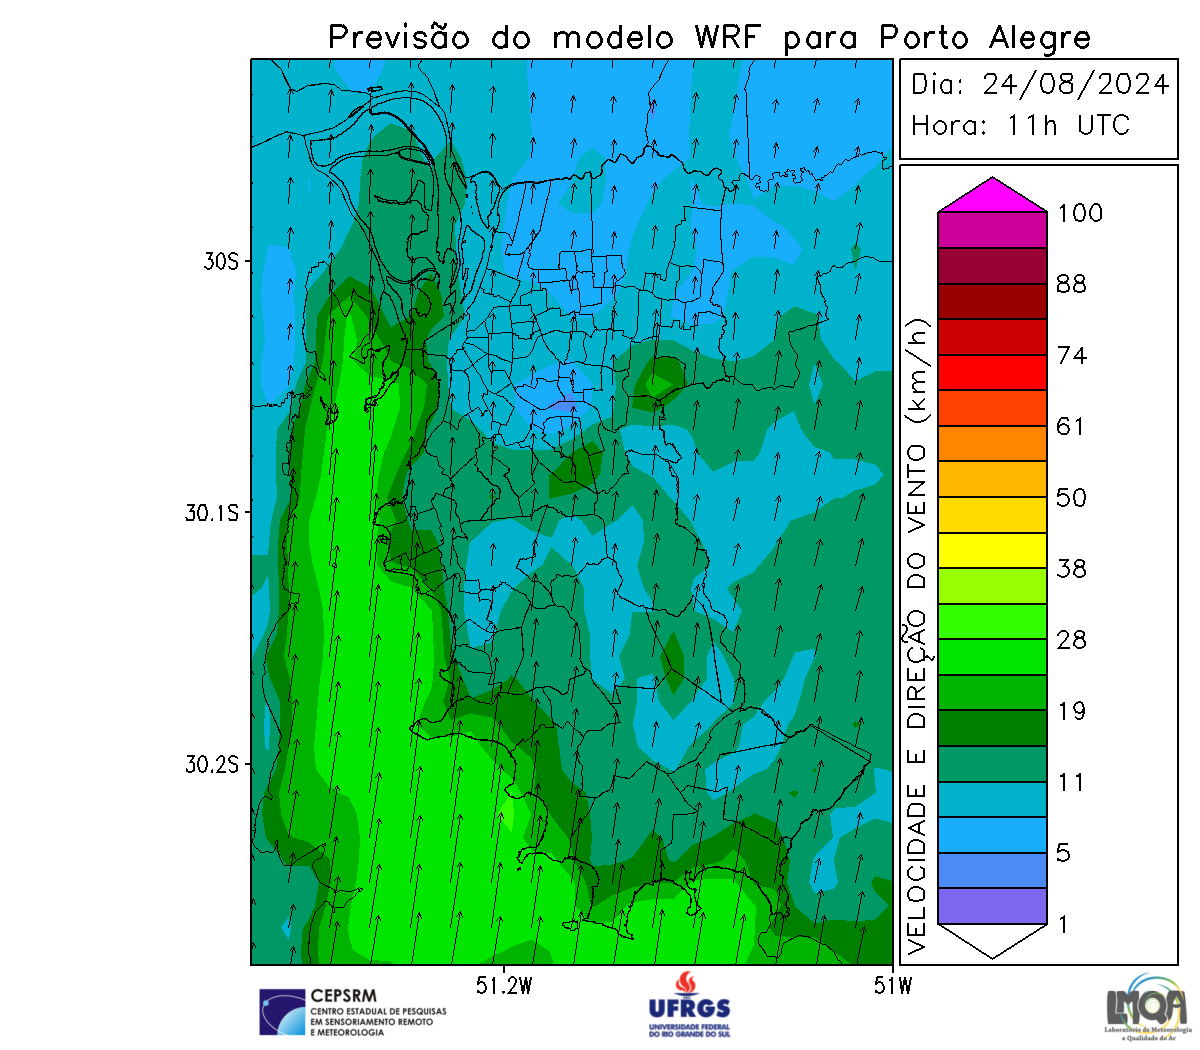 Previsão do modelo WRF para Porto Alegre
Dia: 24/08/2024
Hora: 11h UTC
30S
30.1S
30.2S
51.2W
51W
VELOCIDADE E DIREÇÃO DO VENTO (km/h)
100
88
74
61
50
38
28
19
11
5
1
CEPSRM
CENTRO ESTADUAL DE PESQUISAS
EM SENSORIAMENTO REMOTO
E METEOROLOGIA
UFRGS
UNIVERSIDADE FEDERAL
DO RIO GRANDE DO SUL
LMQA
Laboratório de Meteorologia
e Qualidade do Ar